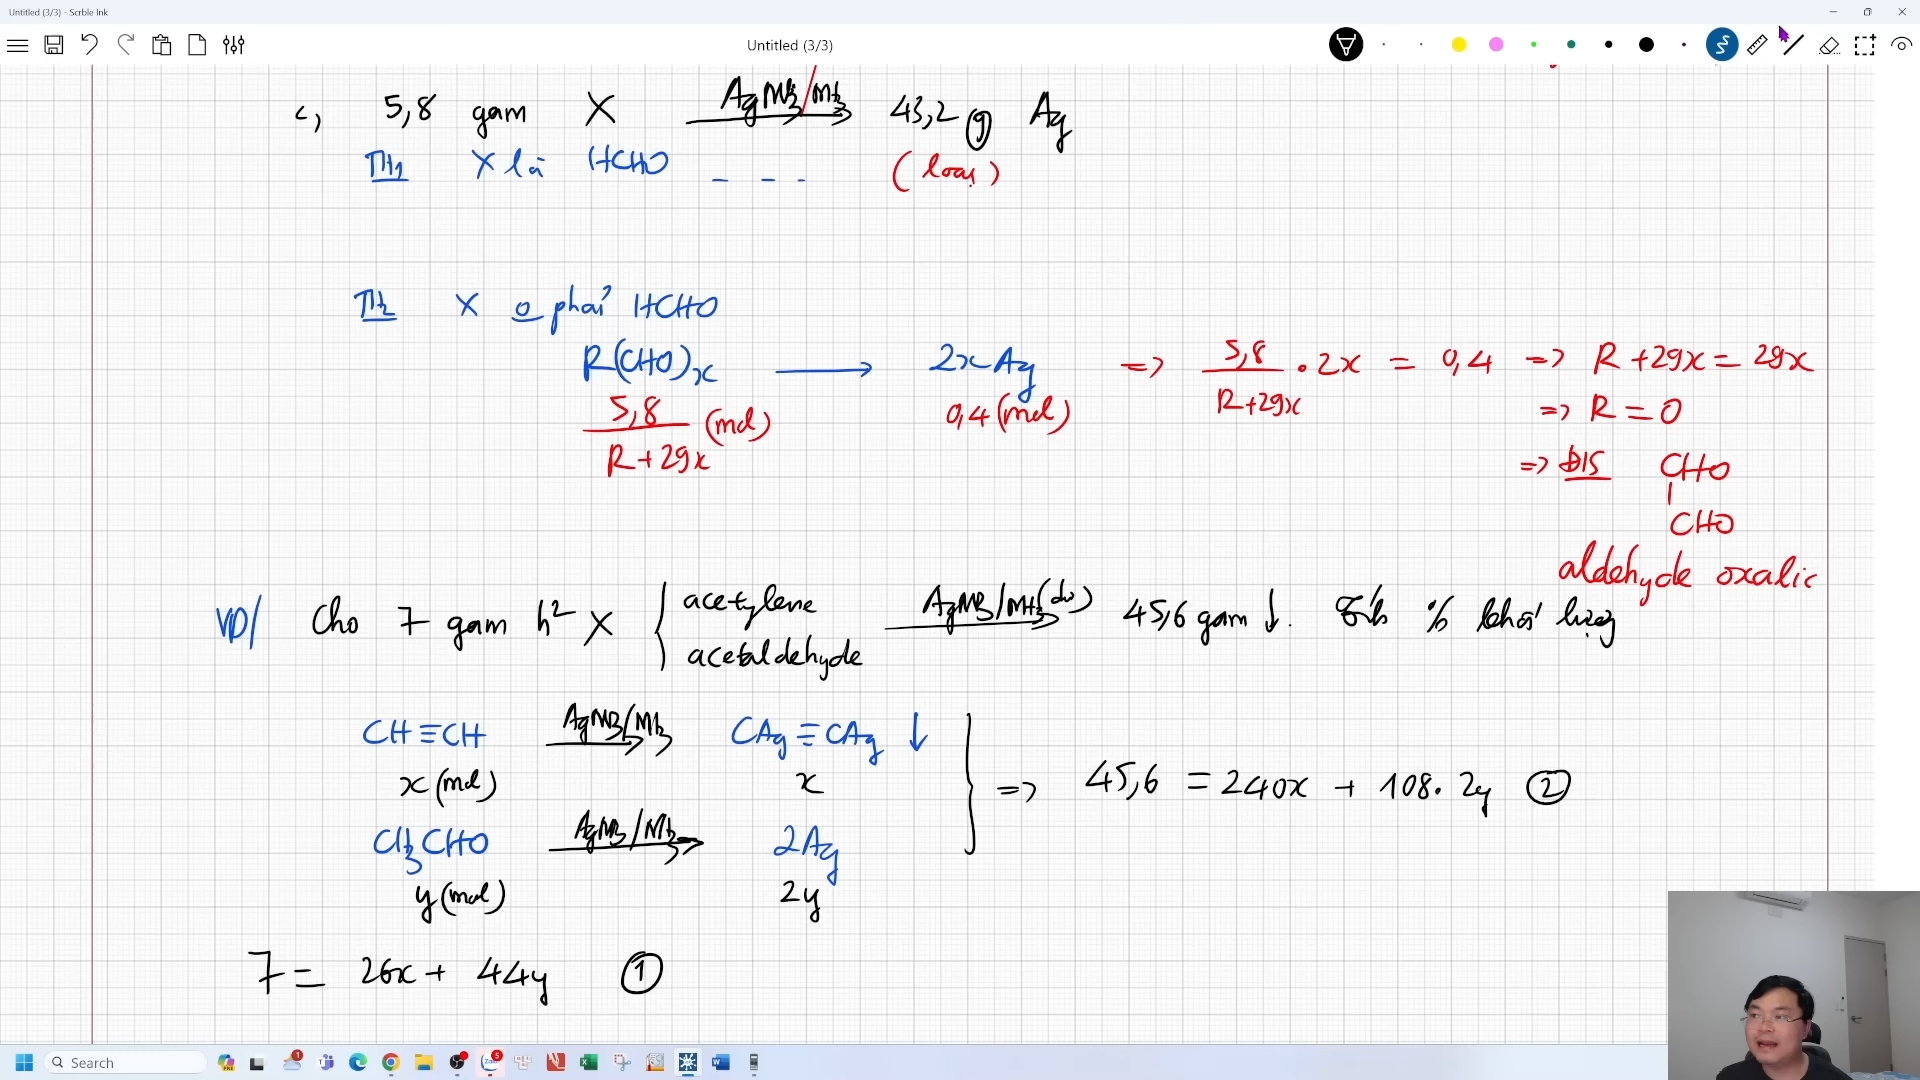 Untitled (3/3) - Scrble Ink
Untitled (3/3)
c, 5,8 gam X AgNO3/NH3 43,2 g Ag
TH1 X là HCHO - - - (loại)
TH2 X o phải HCHO
R(CHO)x → 2xAg => 5,8/(R+29x) . 2x = 0,4 => R + 29x = 29x
5,8/(R+29x) (mol) 0,4 (mol) => R = 0
=> ĐIS CHO
CHO
aldehyde oxalic
VD/ Cho 7 gam h2 X { acetylene AgNO3/NH3 (dư) 45,6 gam ↓. Tính % khối lượng
acetaldehyde
CH≡CH AgNO3/NH3 CAg≡CAg ↓
x (mol) x => 45,6 = 240x + 108. 2y ②
CH3CHO AgNO3/NH3 2Ag
y (mol) 2y
7 = 26x + 44y ①
Search